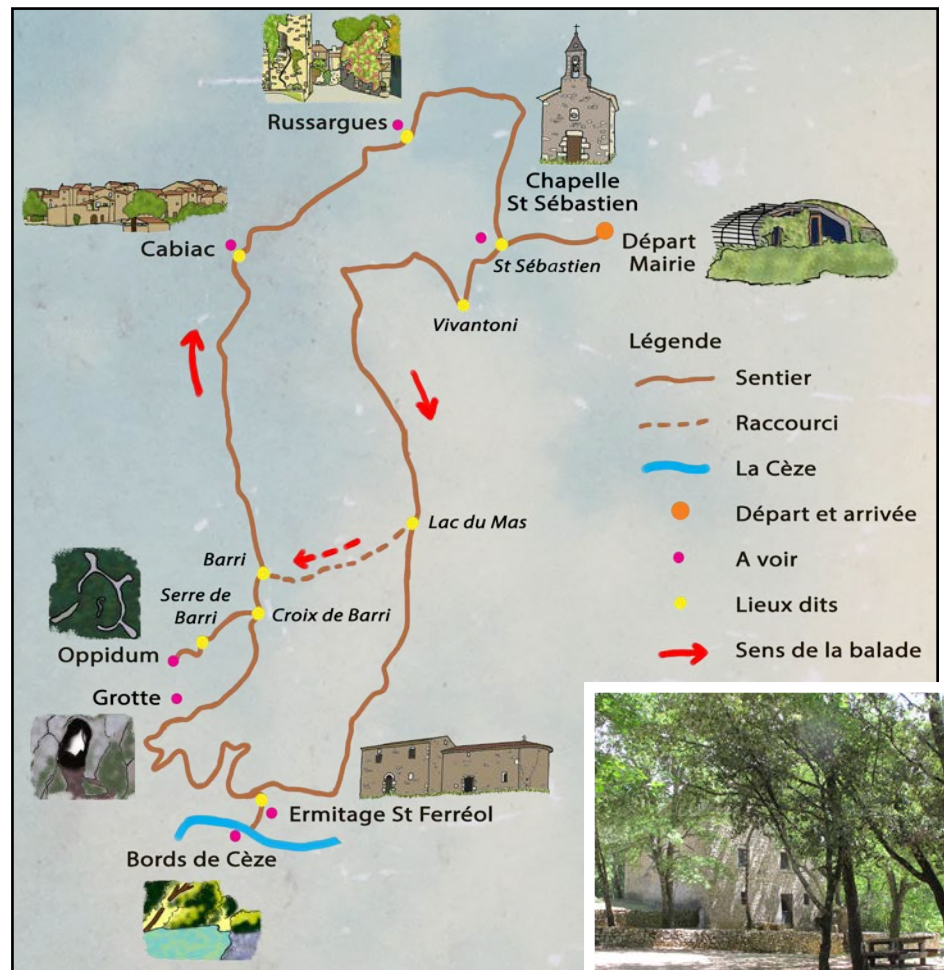 Russargues
Chapelle
St Sébastien
Cabiac
St Sébastien
Départ
Mairie
Vivantoni
Légende
Sentier
Raccourci
La Cèze
Lac du Mas
Départ et arrivée
Barri
A voir
Serre de
Barri
Croix de Barri
Lieux dits
Oppidum
Sens de la balade
Grotte
Ermitage St Ferréol
Bords de Cèze